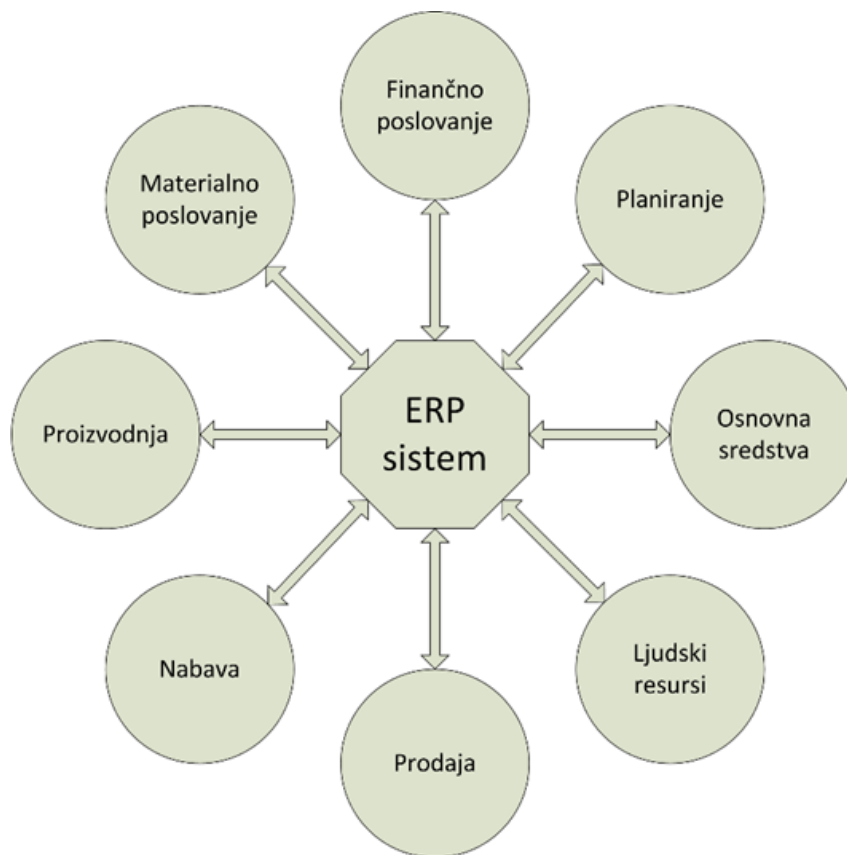 Finančno
poslovanje
Materialno
poslovanje
Planiranje
ERP
sistem
Proizvodnja
Osnovna
sredstva
Nabava
Ljudski
resursi
Prodaja